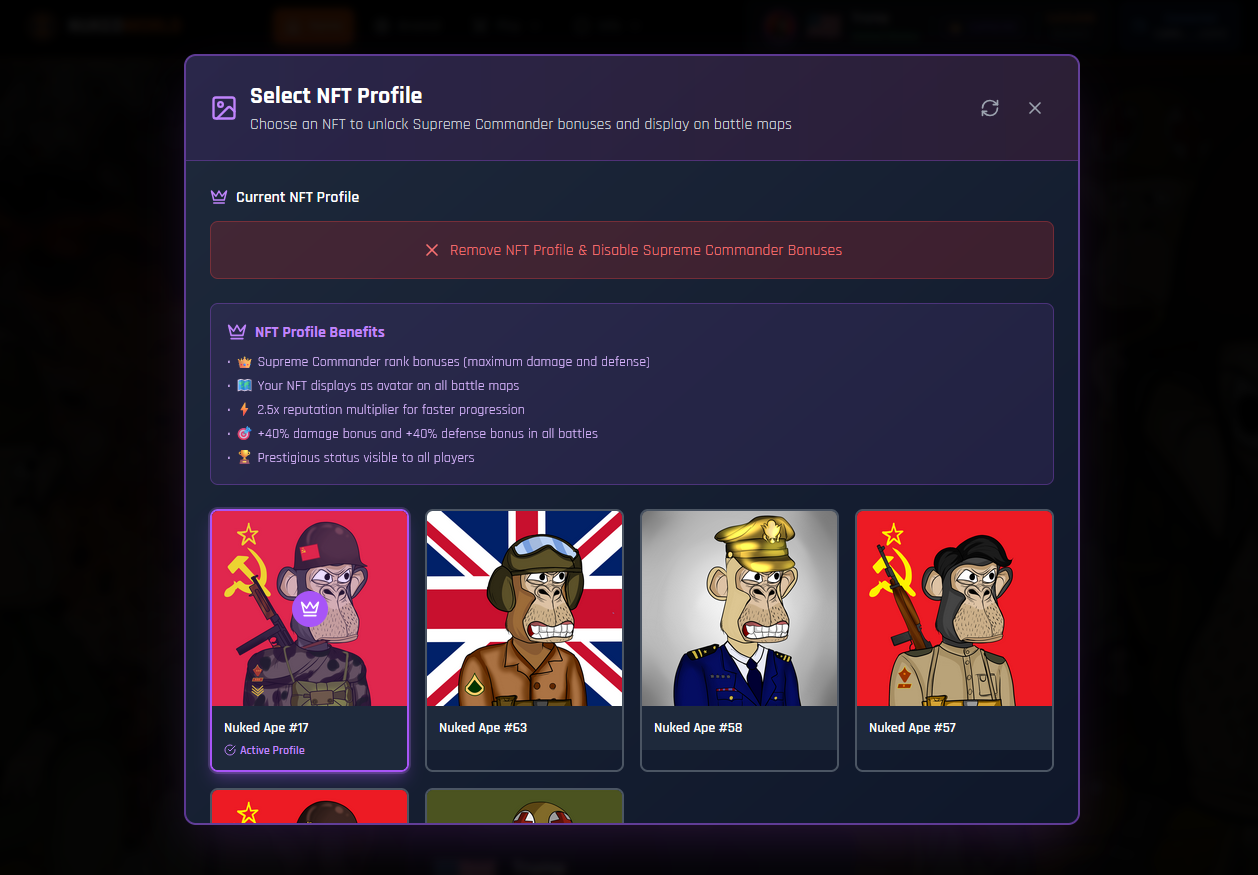 Select NFT Profile
Choose an NFT to unlock Supreme Commander bonuses and display on battle maps
Current NFT Profile
Remove NFT Profile & Disable Supreme Commander Bonuses
NFT Profile Benefits
• 👑 Supreme Commander rank bonuses (maximum damage and defense)
• 🗺️ Your NFT displays as avatar on all battle maps
• ⚡ 2.5x reputation multiplier for faster progression
• 🎯 +40% damage bonus and +40% defense bonus in all battles
• 🏆 Prestigious status visible to all players
Nuked Ape #17
Active Profile
Nuked Ape #63
Nuked Ape #58
Nuked Ape #57